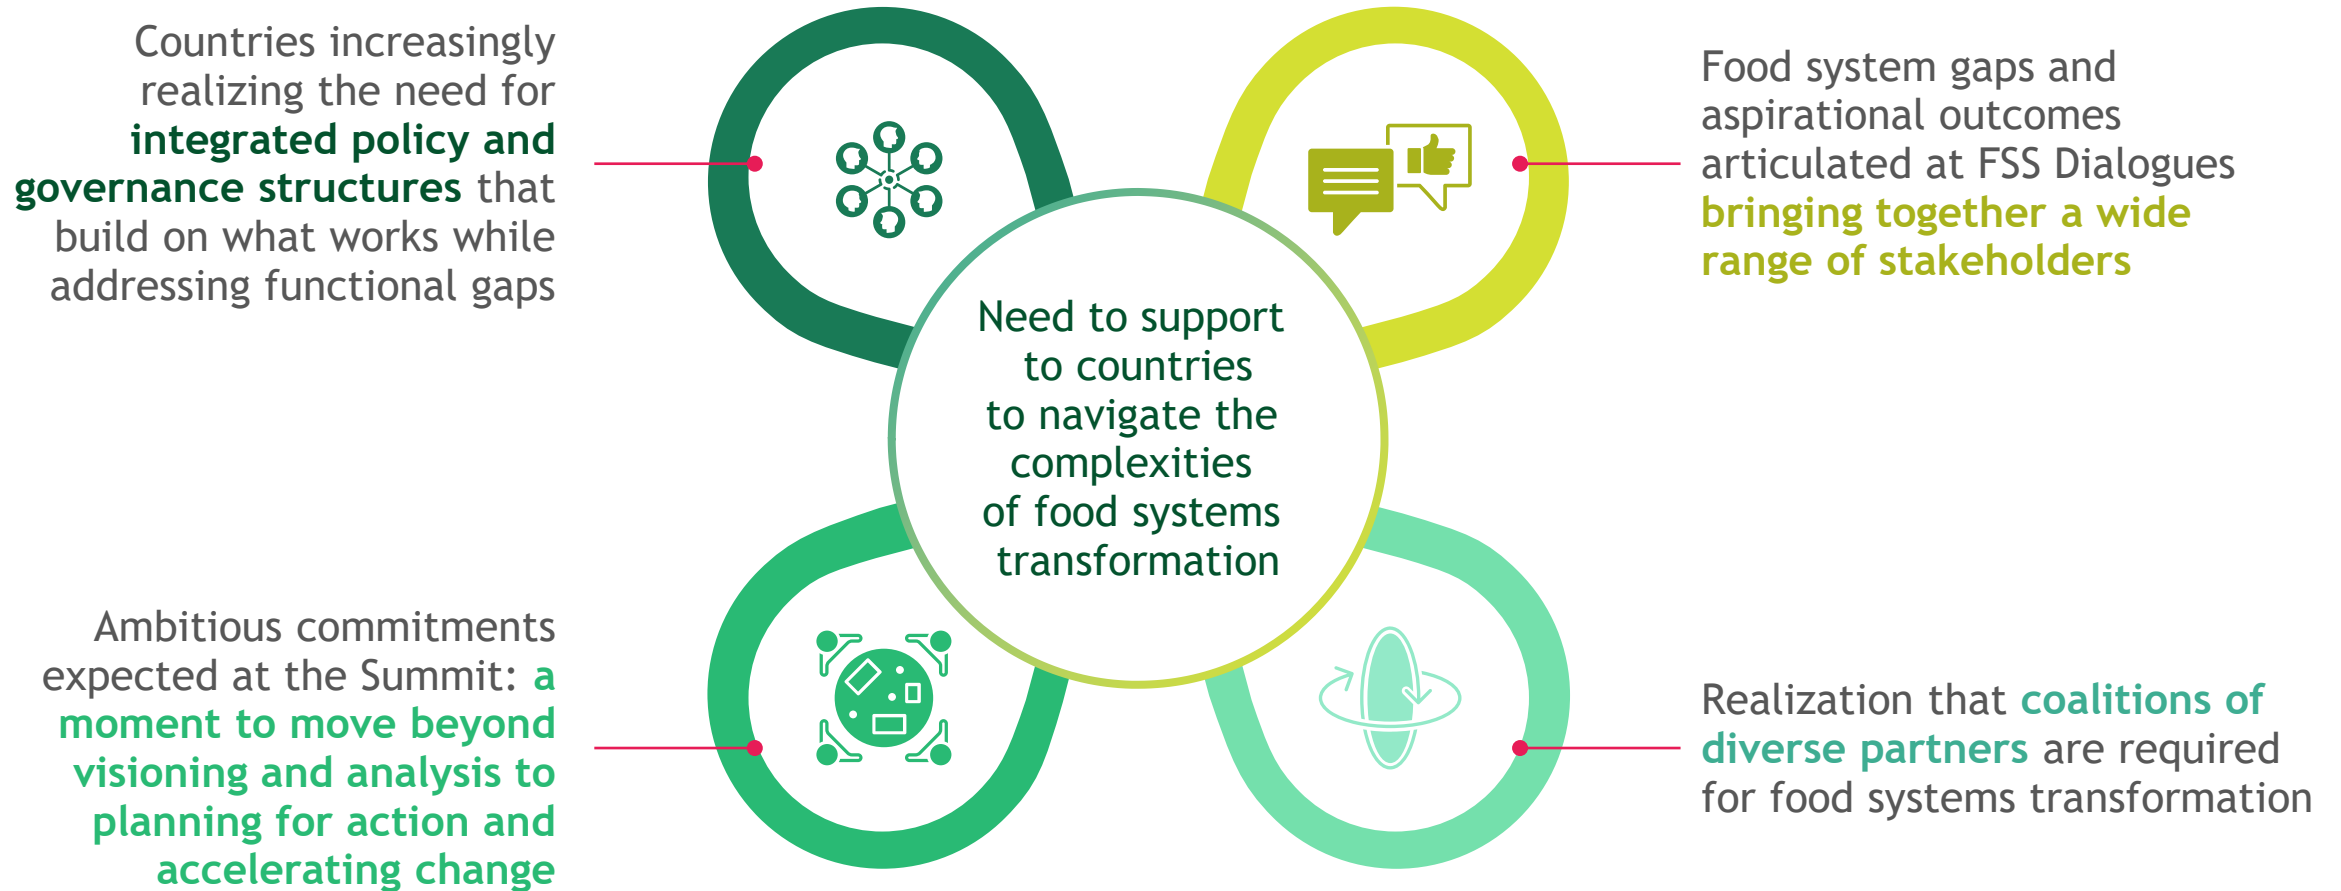 Countries increasingly
realizing the need for
integrated policy and
governance structures that
build on what works while
addressing functional gaps
Food system gaps and
aspirational outcomes
articulated at FSS Dialogues
bringing together a wide
range of stakeholders
Need to support
to countries
to navigate the
complexities
of food systems
transformation
Ambitious commitments
expected at the Summit: a
moment to move beyond
visioning and analysis to
planning for action and
accelerating change
Realization that coalitions of
diverse partners are required
for food systems transformation